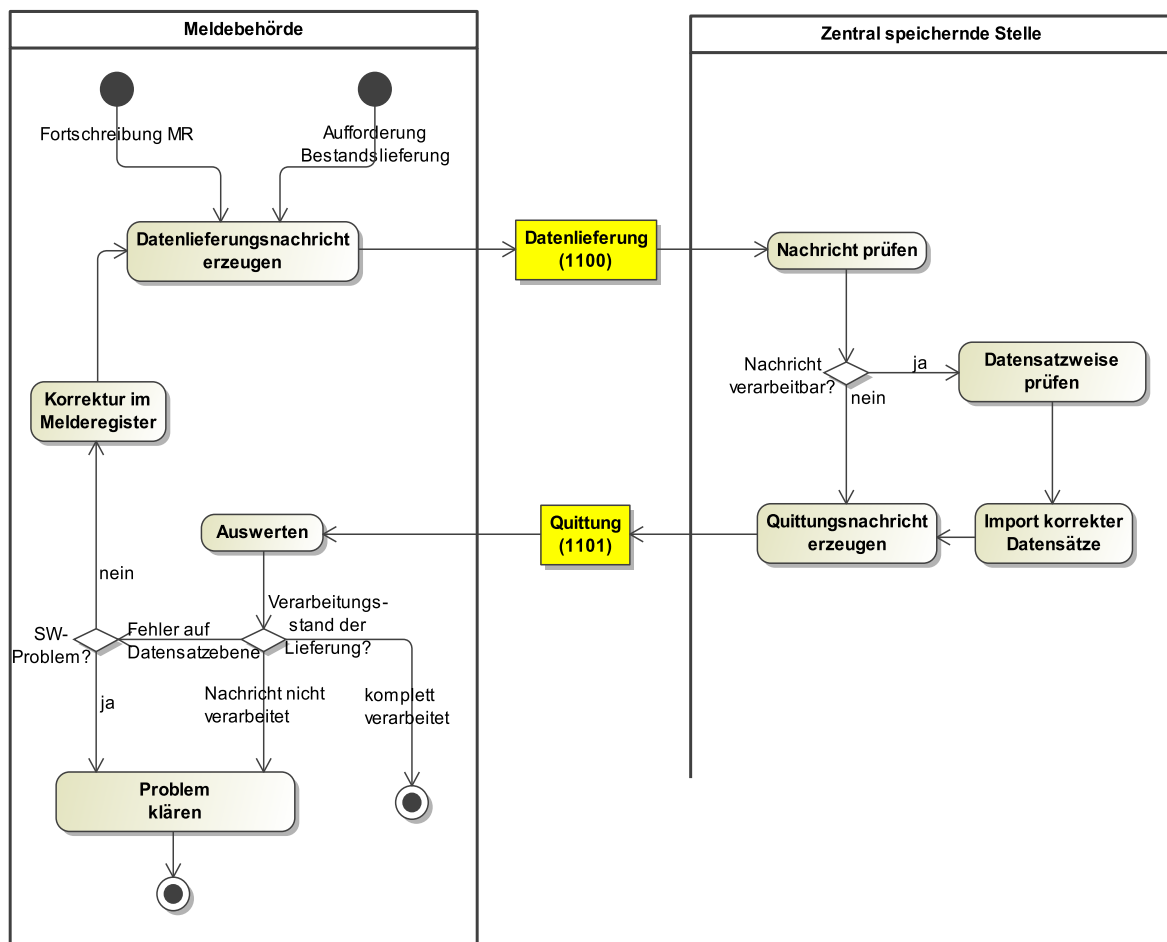 Meldebehörde
Zentral speichernde Stelle
Fortschreibung MR
Aufforderung
Bestandslieferung
Datenlieferungsnachricht
erzeugen
Datenlieferung
(1100)
Nachricht prüfen
Nachricht
verarbeitbar?
ja
nein
Datensatzweise
prüfen
Korrektur im
Melderegister
Auswerten
Quittung
(1101)
Quittungsnachricht
erzeugen
Import korrekter
Datensätze
nein
SW-
Problem?
Fehler auf
Datensatzebene
Verarbeitungs-
stand der
Lieferung?
ja
Nachricht nicht
verarbeitet
komplett
verarbeitet
Problem
klären